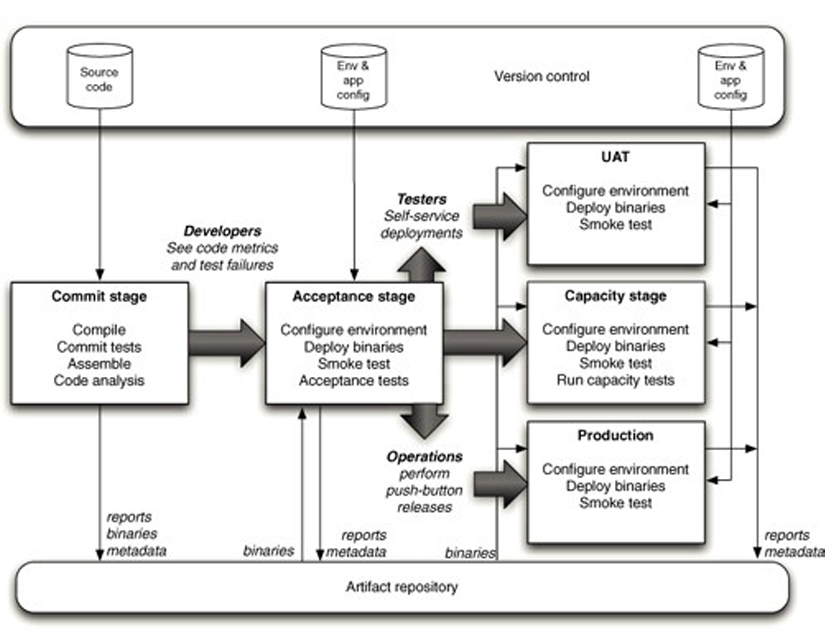 Source
code
Env &
app
config
Version control
Env &
app
config
UAT
Configure environment
Deploy binaries
Smoke test
Testers
Self-service
deployments
Developers
See code metrics
and test failures
Commit stage
Compile
Commit tests
Assemble
Code analysis
Acceptance stage
Configure environment
Deploy binaries
Smoke test
Acceptance tests
Capacity stage
Configure environment
Deploy binaries
Smoke test
Run capacity tests
Operations
perform
push-button
releases
Production
Configure environment
Deploy binaries
Smoke test
reports
binaries
metadata
binaries
reports
metadata
binaries
reports
metadata
Artifact repository